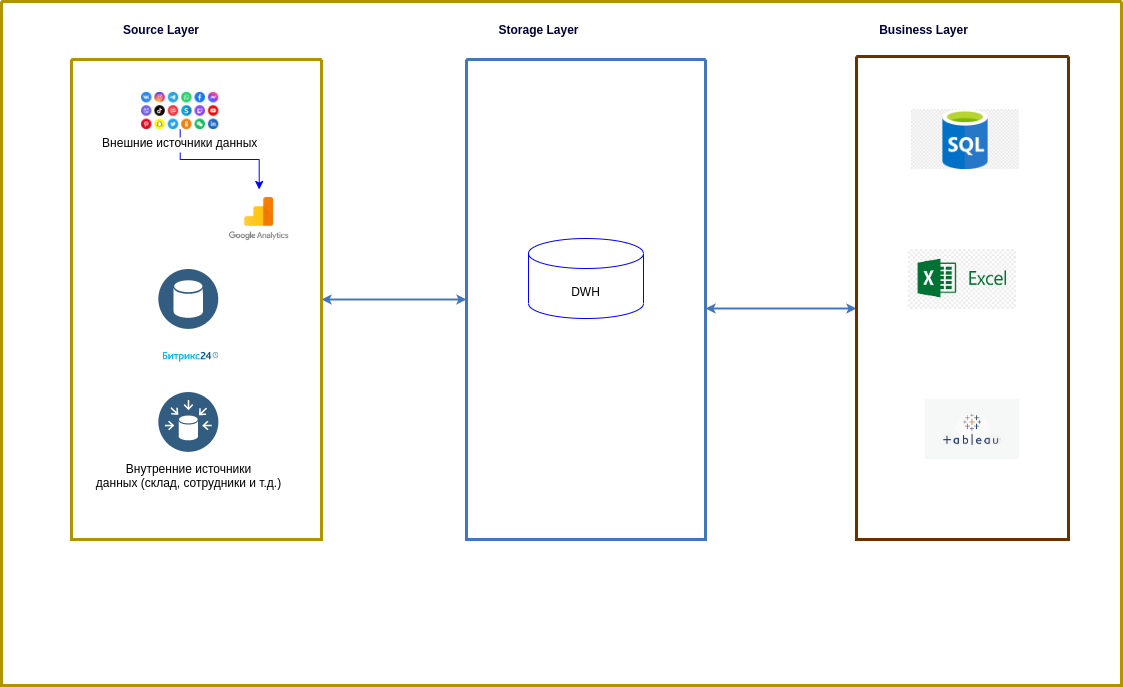 Source Layer
Storage Layer
Business Layer
Внешние источники данных
Google Analytics
Битрикс24
Внутренние источники
данных (склад, сотрудники и т.д.)
DWH
SQL
X Excel
+ableau